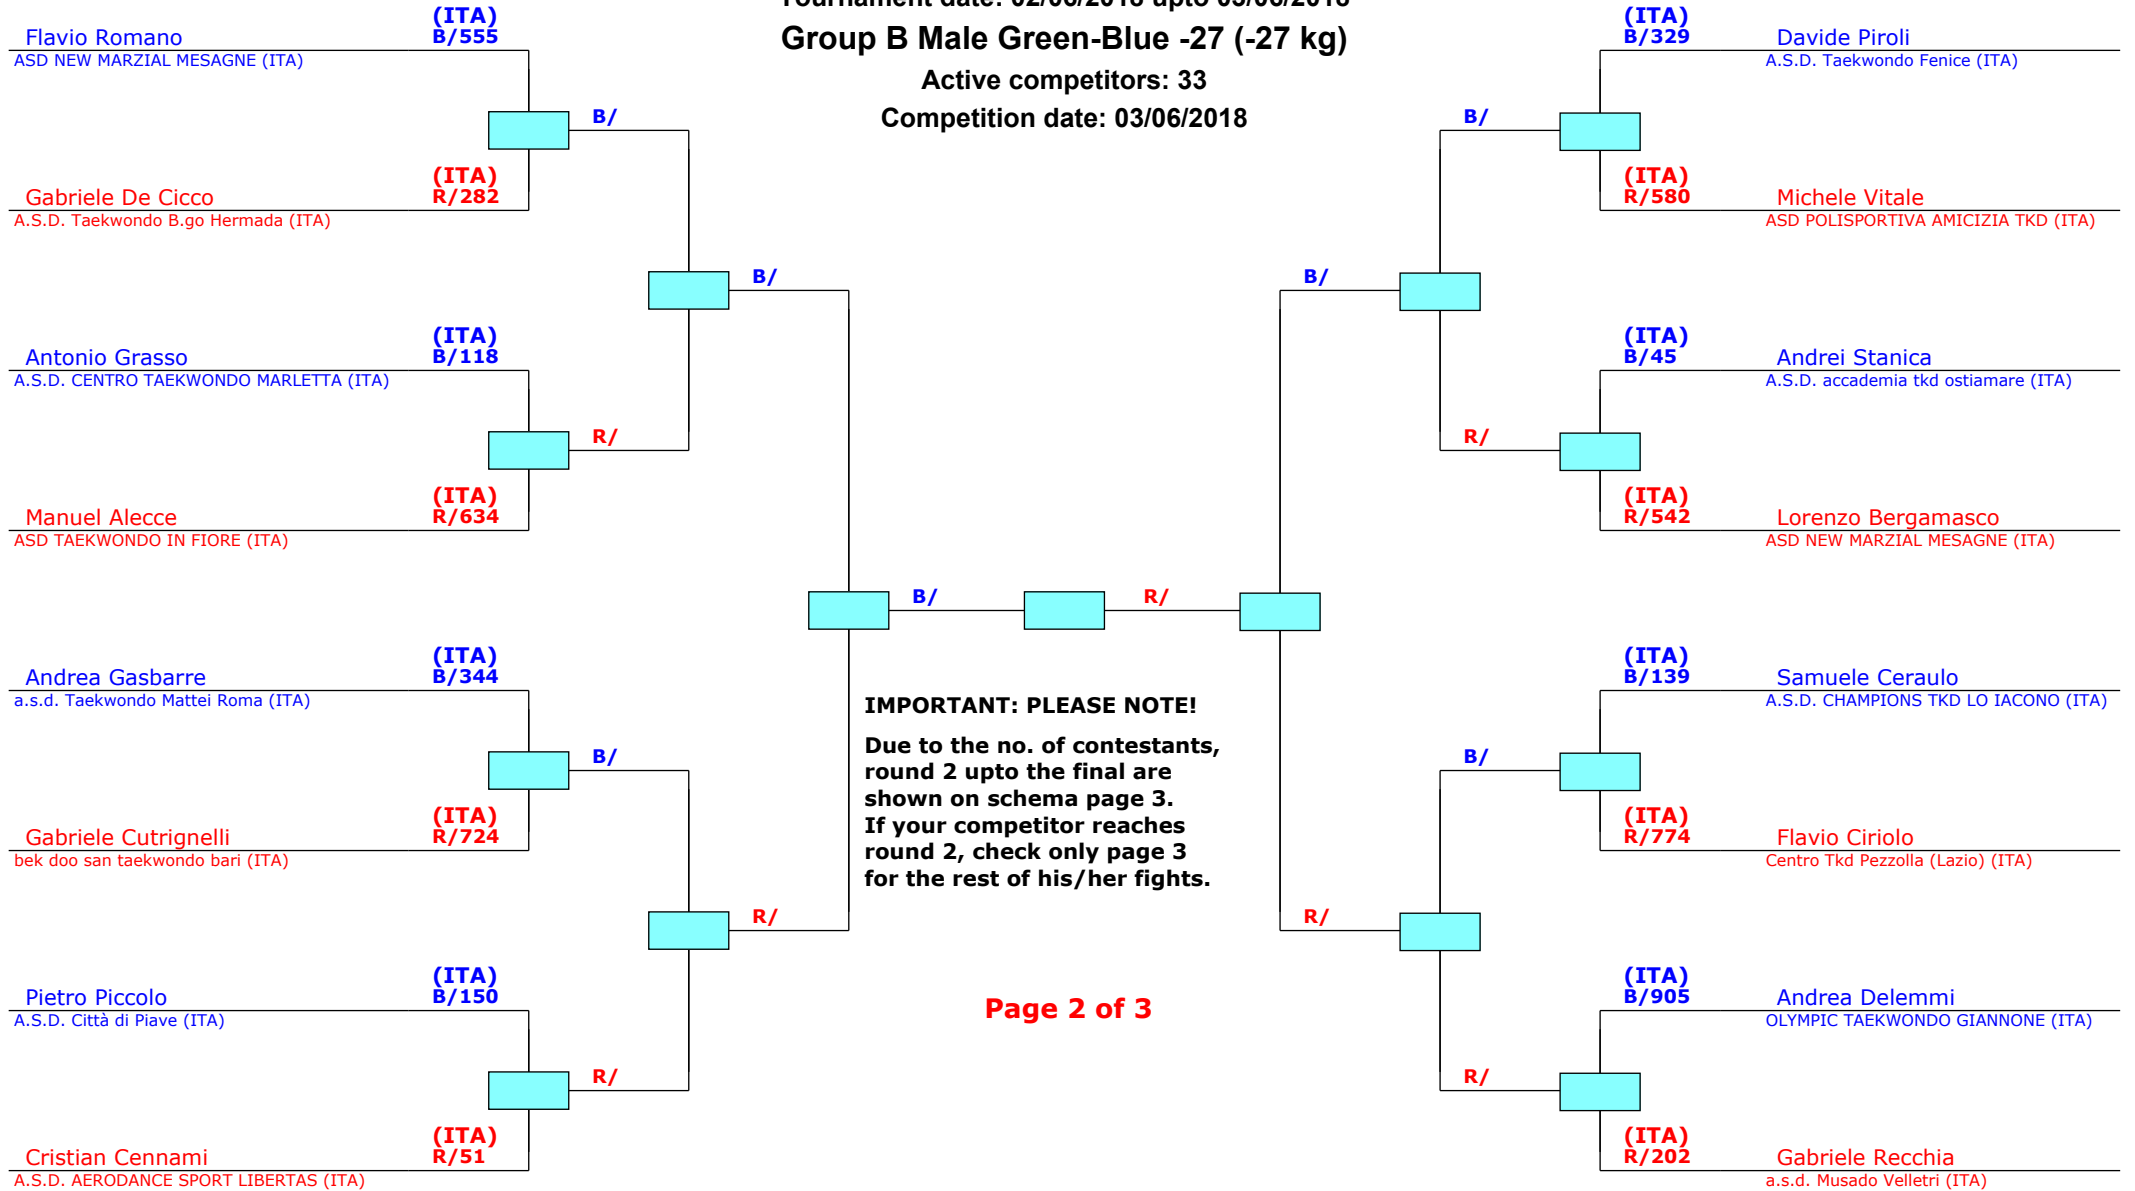 Tournament date: 02/06/2018 upto 03/06/2018
Group B Male Green-Blue -27 (-27 kg)
Active competitors: 33
Competition date: 03/06/2018
(ITA)
Flavio Romano B/555
ASD NEW MARZIAL MESAGNE (ITA)
B/
(ITA)
Gabriele De Cicco R/282
A.S.D. Taekwondo B.go Hermada (ITA)
B/
(ITA)
Antonio Grasso B/118
A.S.D. CENTRO TAEKWONDO MARLETTA (ITA)
R/
(ITA)
Manuel Alecce R/634
ASD TAEKWONDO IN FIORE (ITA)
B/
(ITA)
Andrea Gasbarre B/344
a.s.d. Taekwondo Mattei Roma (ITA)
B/
(ITA)
Gabriele Cutrignelli R/724
bek doo san taekwondo bari (ITA)
R/
(ITA)
Pietro Piccolo B/150
A.S.D. Città di Piave (ITA)
R/
(ITA)
Cristian Cennami R/51
A.S.D. AERODANCE SPORT LIBERTAS (ITA)
R/
IMPORTANT: PLEASE NOTE!
Due to the no. of contestants,
round 2 upto the final are
shown on schema page 3.
If your competitor reaches
round 2, check only page 3
for the rest of his/her fights.
Page 2 of 3
(ITA)
B/329 Davide Piroli
A.S.D. Taekwondo Fenice (ITA)
B/
(ITA)
R/580 Michele Vitale
ASD POLISPORTIVA AMICIZIA TKD (ITA)
B/
(ITA)
B/45 Andrei Stanica
A.S.D. accademia tkd ostiamare (ITA)
R/
(ITA)
R/542 Lorenzo Bergamasco
ASD NEW MARZIAL MESAGNE (ITA)
(ITA)
B/139 Samuele Ceraulo
A.S.D. CHAMPIONS TKD LO IACONO (ITA)
B/
(ITA)
R/774 Flavio Ciriolo
Centro Tkd Pezzolla (Lazio) (ITA)
R/
(ITA)
B/905 Andrea Delemmi
OLYMPIC TAEKWONDO GIANNONE (ITA)
R/
(ITA)
R/202 Gabriele Recchia
a.s.d. Musado Velletri (ITA)